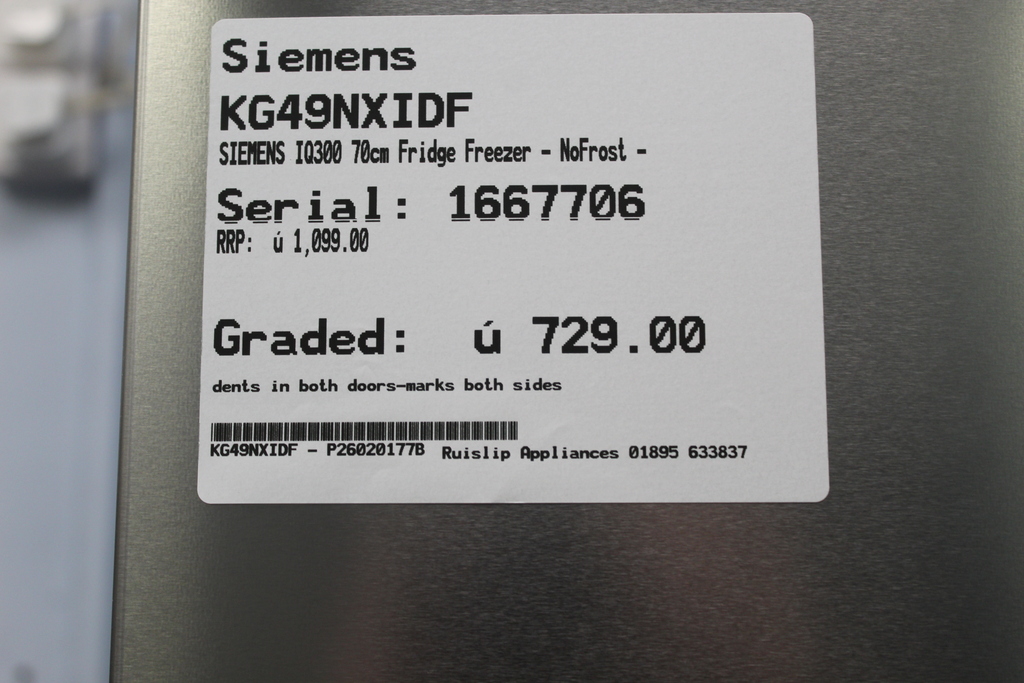 Siemens
KG49NXIDF
SIEMENS IQ300 70cm Fridge Freezer - NoFrost -
Serial: 1667706
RRP: ú 1,099.00
Graded: ú 729.00
dents in both doors-marks both sides
KG49NXIDF - P26020177B Ruislip Appliances 01895 633837